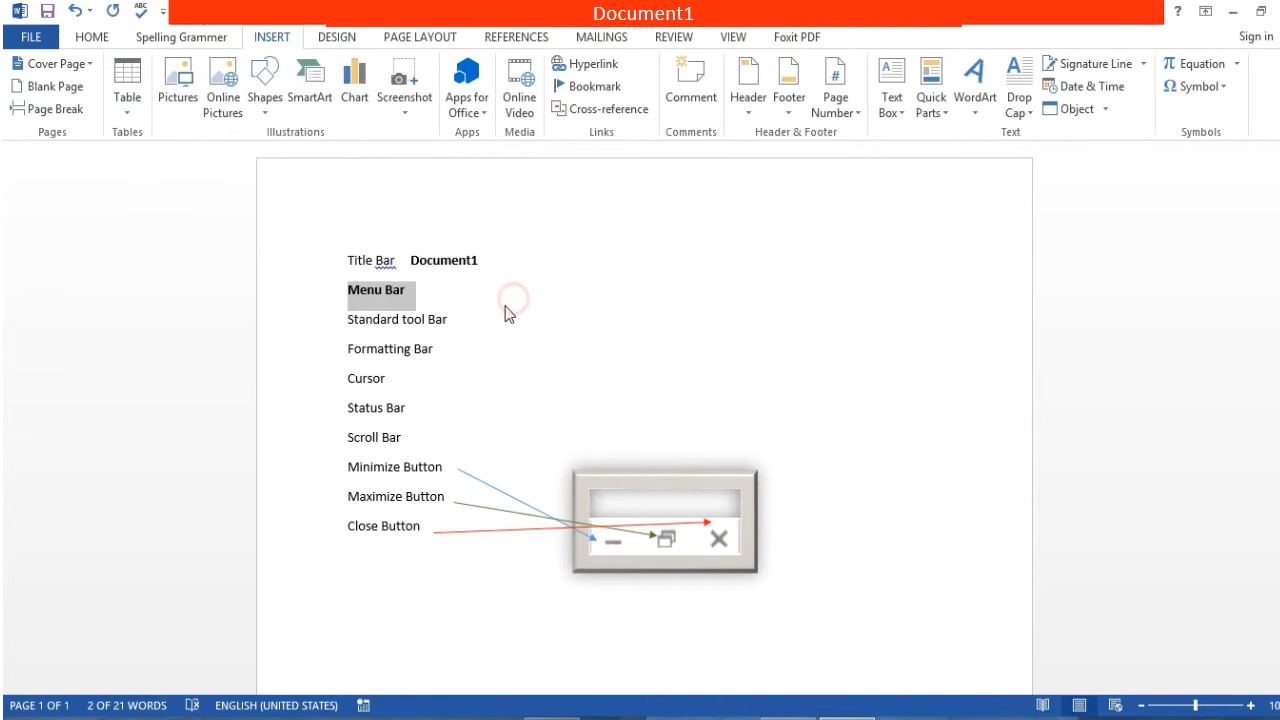 ABC
Document1
?
FILE HOME Spelling Grammer INSERT DESIGN PAGE LAYOUT REFERENCES MAILINGS REVIEW VIEW Foxit PDF Sign in
Cover Page
Blank Page
Page Break
Pages
Table
Tables
Pictures
Online Pictures
Shapes
SmartArt
Chart
Screenshot
Illustrations
Apps for Office
Apps
Online Video
Media
Hyperlink
Bookmark
Cross-reference
Links
Comment
Comments
Header
Footer
Page Number
Header & Footer
Text Box
Quick Parts
WordArt
Drop Cap
Signature Line
Date & Time
Object
Text
Equation
Symbol
Symbols
Title Bar Document1
Menu Bar
Standard tool Bar
Formatting Bar
Cursor
Status Bar
Scroll Bar
Minimize Button
Maximize Button
Close Button
PAGE 1 OF 1 2 OF 21 WORDS ENGLISH (UNITED STATES) 10